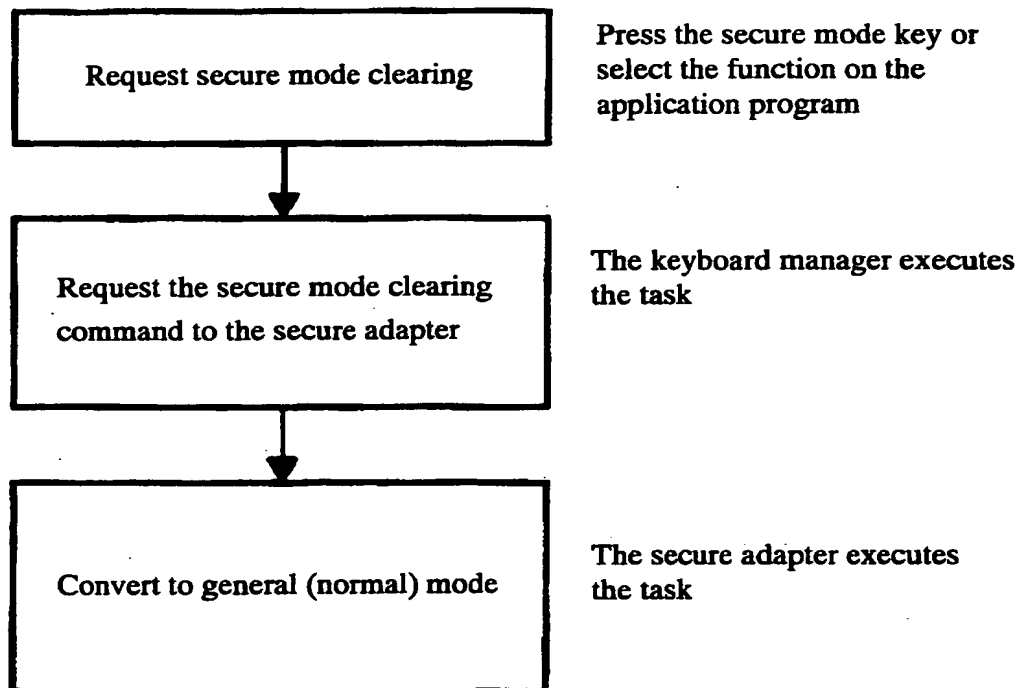 Request secure mode clearing
Press the secure mode key or
select the function on the
application program
Request the secure mode clearing
command to the secure adapter
The keyboard manager executes
the task
Convert to general (normal) mode
The secure adapter executes
the task